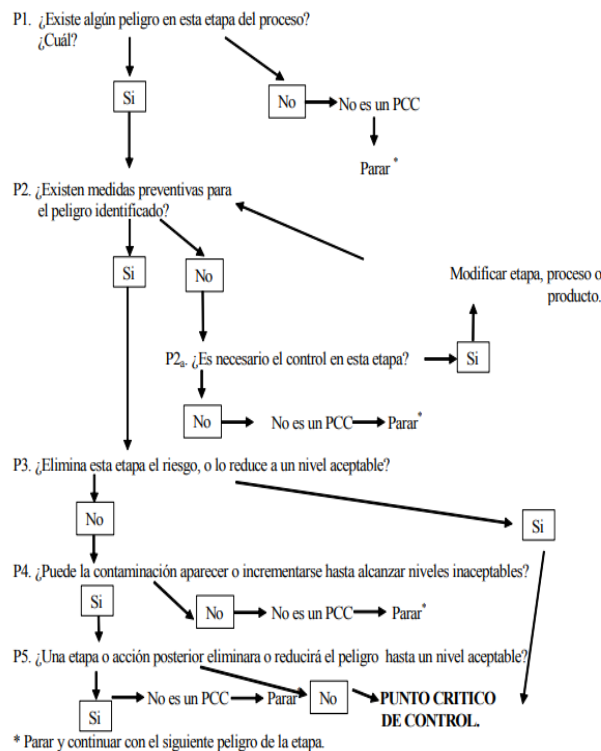 P1. ¿Existe algún peligro en esta etapa del proceso?
¿Cuál?
Si
No
No es un PCC
Parar *
P2. ¿Existen medidas preventivas para
el peligro identificado?
Si
No
Modificar etapa, proceso o
producto.
P2a. ¿Es necesario el control en esta etapa?
Si
No
No es un PCC
Parar*
P3. ¿Elimina esta etapa el riesgo, o lo reduce a un nivel aceptable?
No
Si
P4. ¿Puede la contaminación aparecer o incrementarse hasta alcanzar niveles inaceptables?
Si
No
No es un PCC
Parar*
P5. ¿Una etapa o acción posterior eliminara o reducirá el peligro hasta un nivel aceptable?
Si
No es un PCC
Parar*
No
PUNTO CRITICO
DE CONTROL.
* Parar y continuar con el siguiente peligro de la etapa.